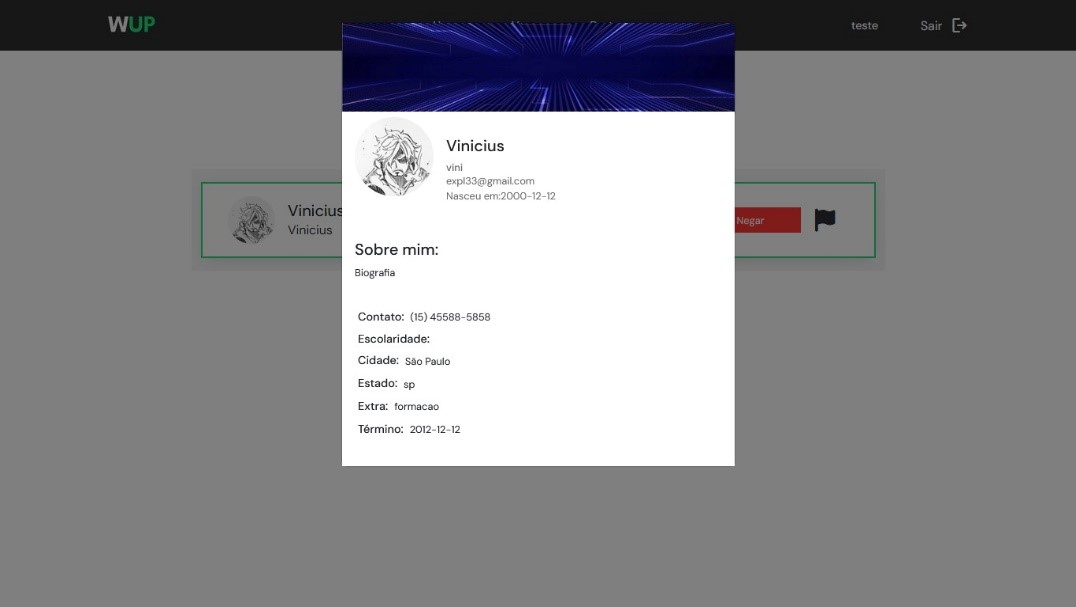 WUP
teste
Sair
Vinicius
vini
expl33@gmail.com
Nasceu em:2000-12-12
Vinicius
Vinicius
Negar
Sobre mim:
Biografia
Contato: (15) 45588-5858
Escolaridade:
Cidade: São Paulo
Estado: sp
Extra: formacao
Término: 2012-12-12